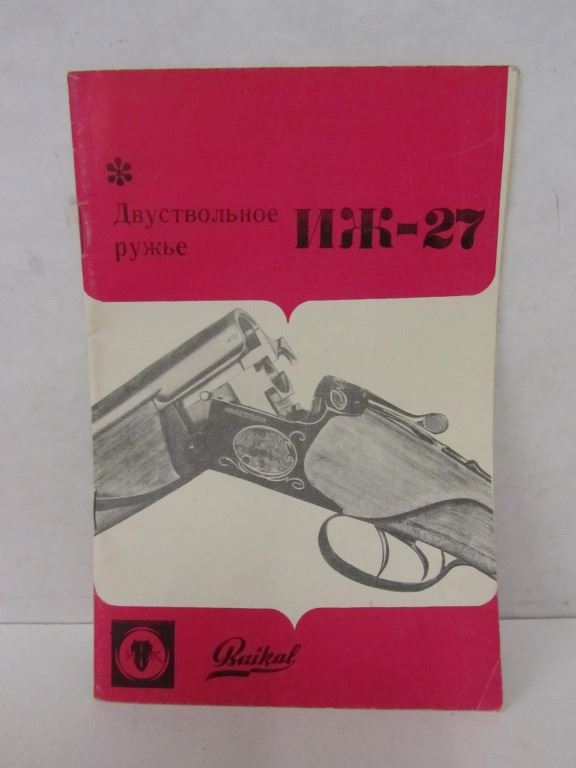 *
Двуствольное
ружье
ИЖ-27
Baikal